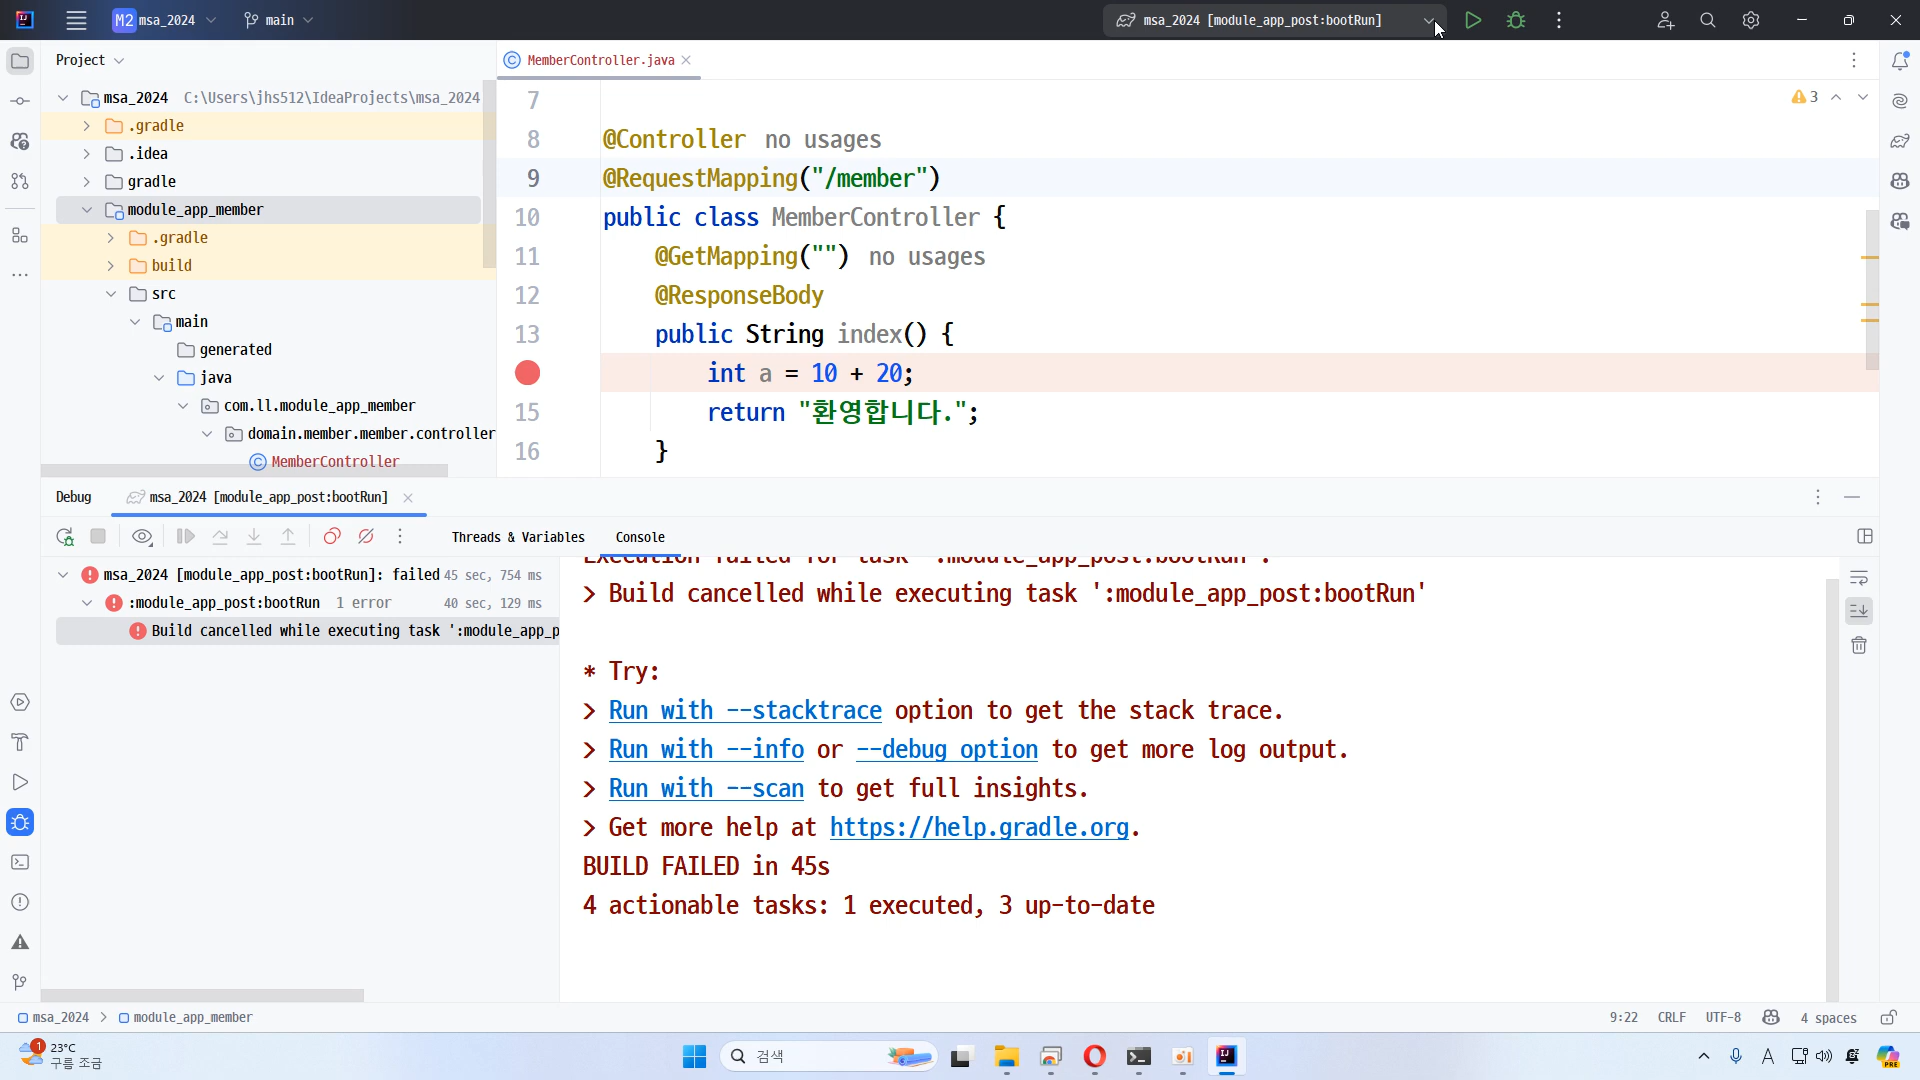 M2 msa_2024 main msa_2024 [module_app_post:bootRun]
Project
MemberController.java
msa_2024 C:\Users\jhs512\IdeaProjects\msa_2024
.gradle
.idea
gradle
module_app_member
.gradle
build
src
main
generated
java
com.ll.module_app_member
domain.member.member.controller
MemberController
3
7
8 @Controller no usages
9 @RequestMapping("/member")
10 public class MemberController {
11 @GetMapping("") no usages
12 @ResponseBody
13 public String index() {
int a = 10 + 20;
15 return "환영합니다.";
16 }
Debug msa_2024 [module_app_post:bootRun]
Threads & Variables Console
msa_2024 [module_app_post:bootRun]: failed 45 sec, 754 ms
:module_app_post:bootRun 1 error 40 sec, 129 ms
Build cancelled while executing task ':module_app_p
Execution failed for task ':module_app_post:bootRun'.
> Build cancelled while executing task ':module_app_post:bootRun'
* Try:
> Run with --stacktrace option to get the stack trace.
> Run with --info or --debug option to get more log output.
> Run with --scan to get full insights.
> Get more help at https://help.gradle.org.
BUILD FAILED in 45s
4 actionable tasks: 1 executed, 3 up-to-date
msa_2024 > module_app_member
9:22 CRLF UTF-8 4 spaces
1
23°C
구름 조금
검색
A
PRE